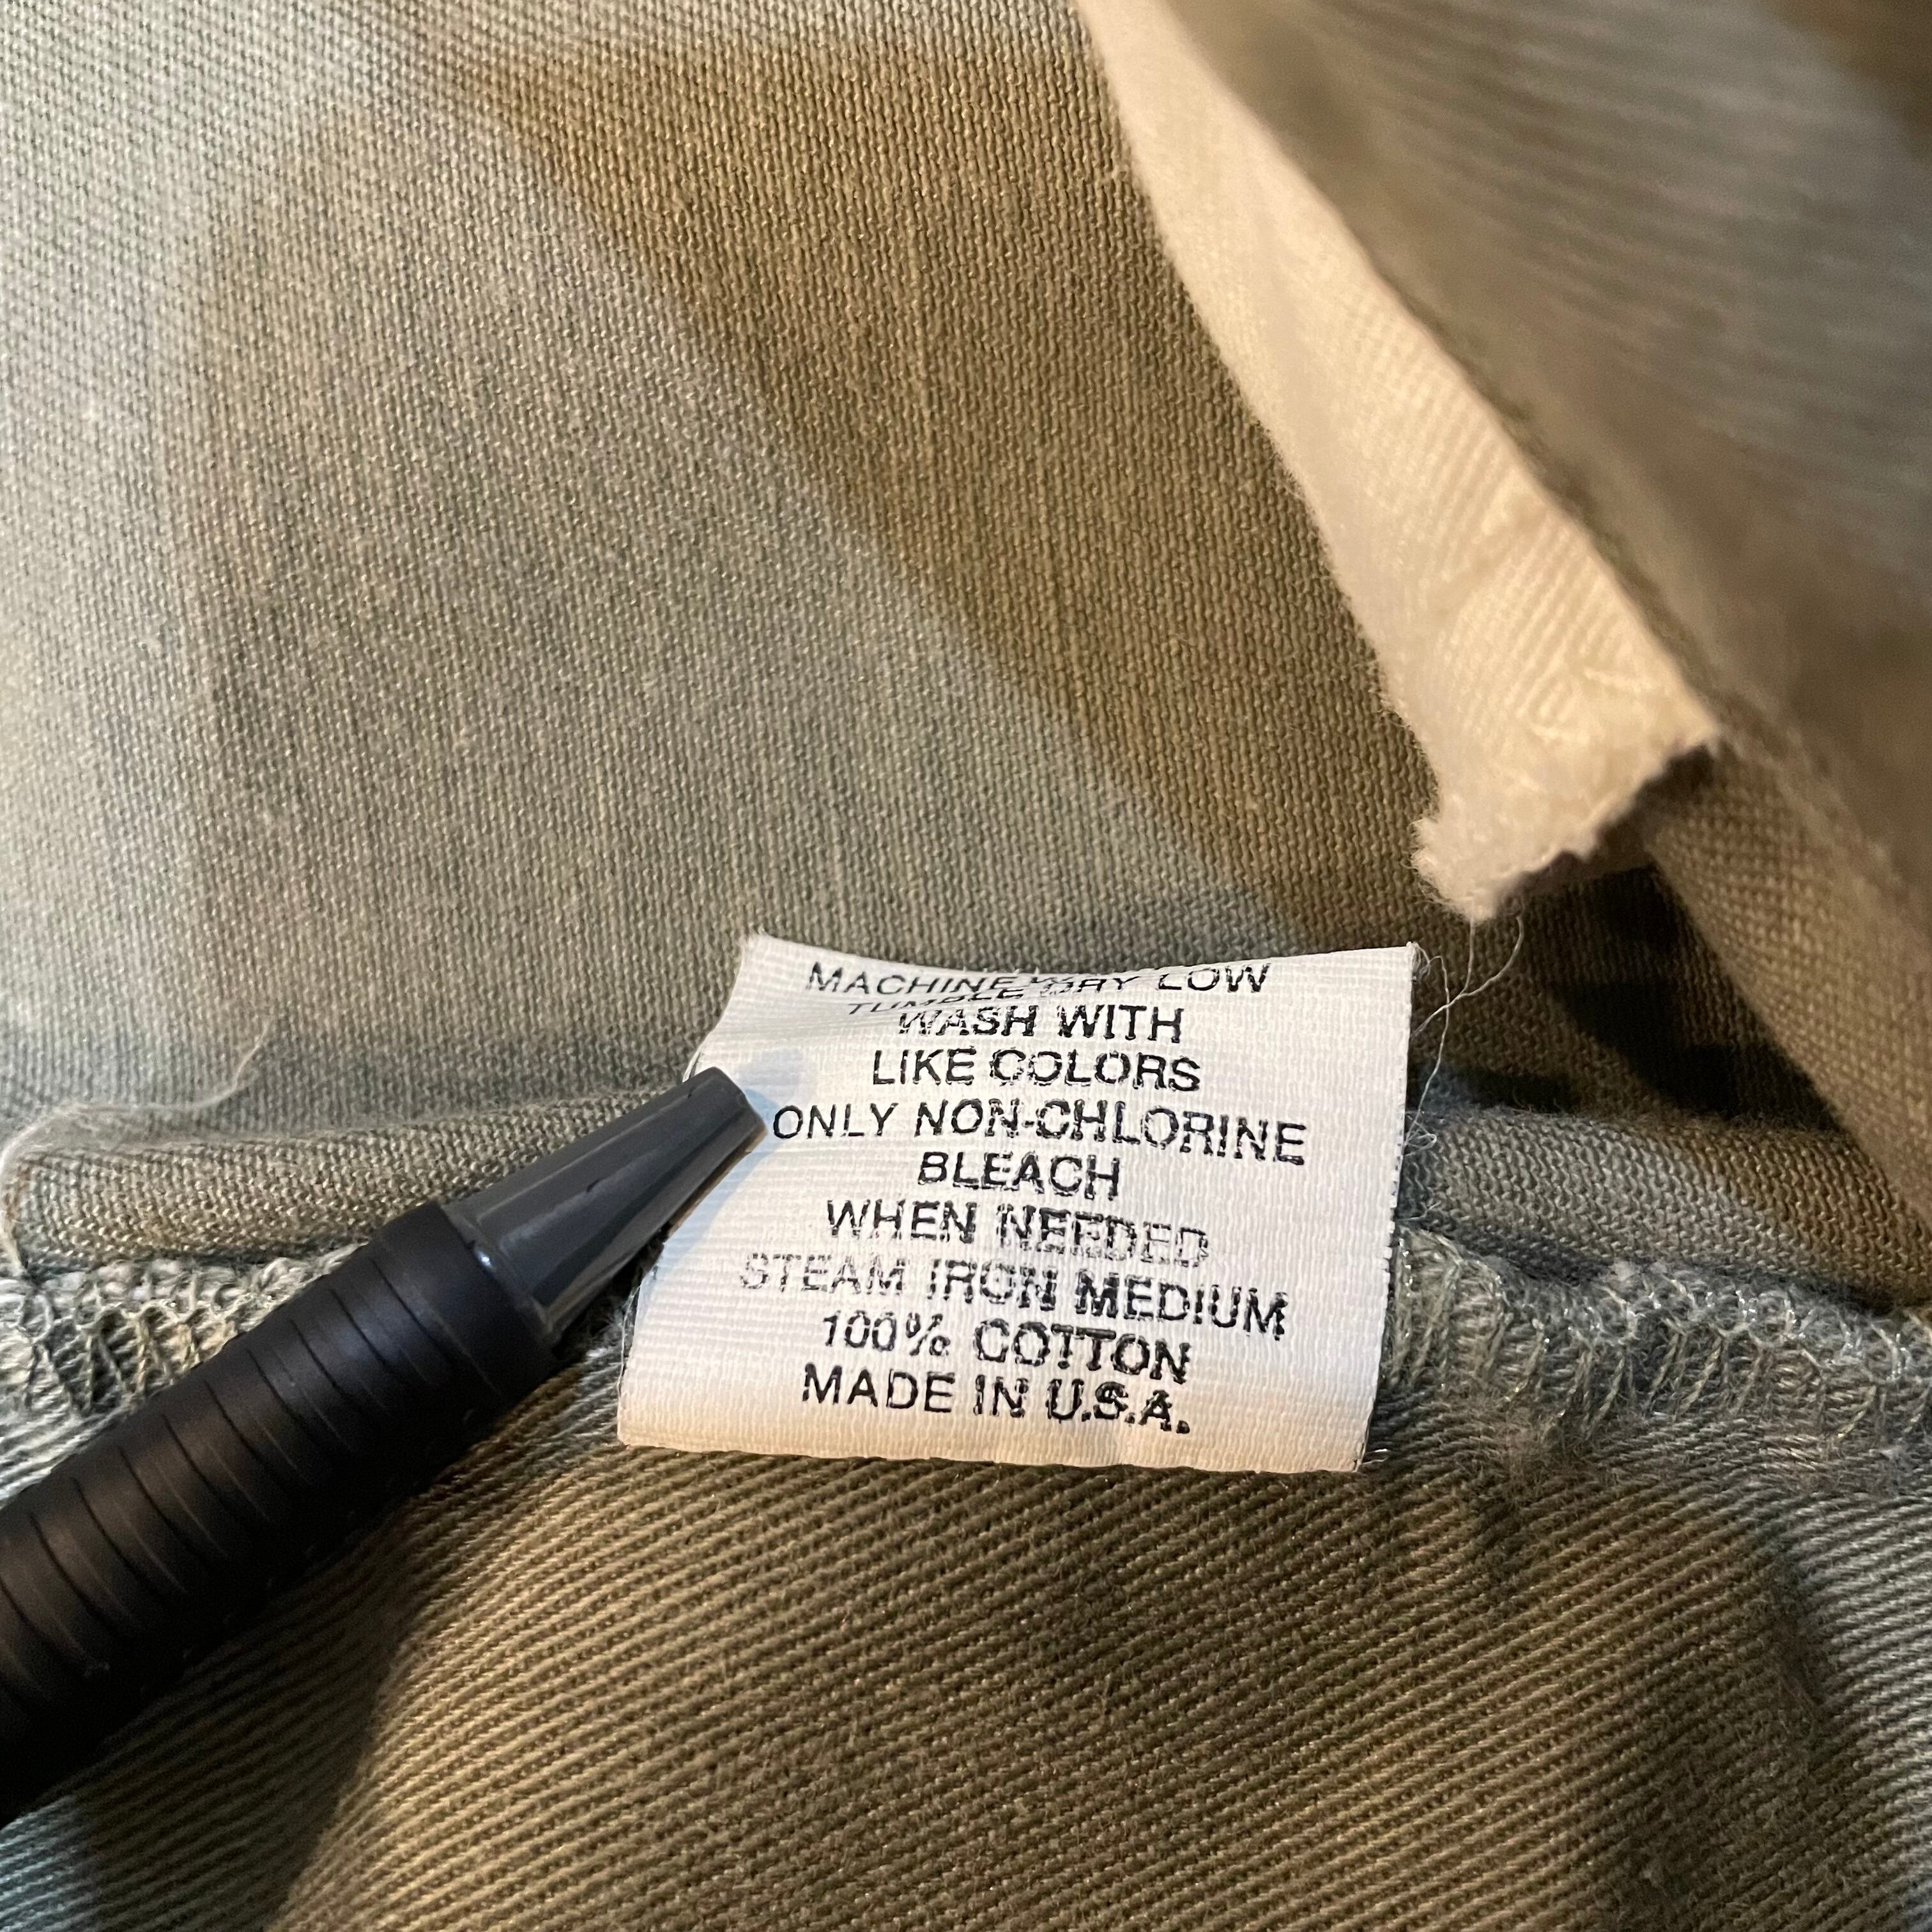 MACHINE
TUMBLE DRY LOW
WASH WITH
LIKE COLORS
ONLY NON-CHLORINE
BLEACH
WHEN NEEDED
STEAM IRON MEDIUM
100% COTTON
MADE IN U.S.A.